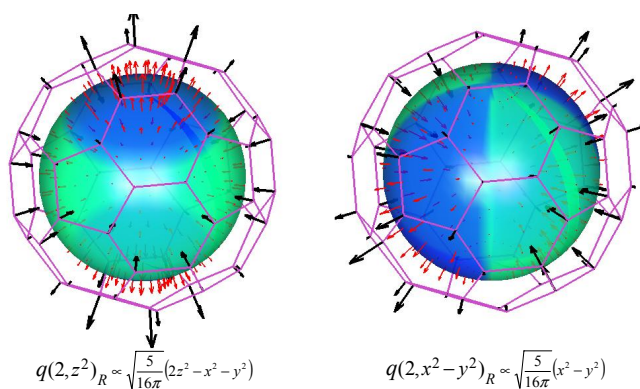 q(2,z²)_R ∝ √(5/16π) (2z² − x² − y²)
q(2,x² − y²)_R ∝ √(5/16π) (x² − y²)